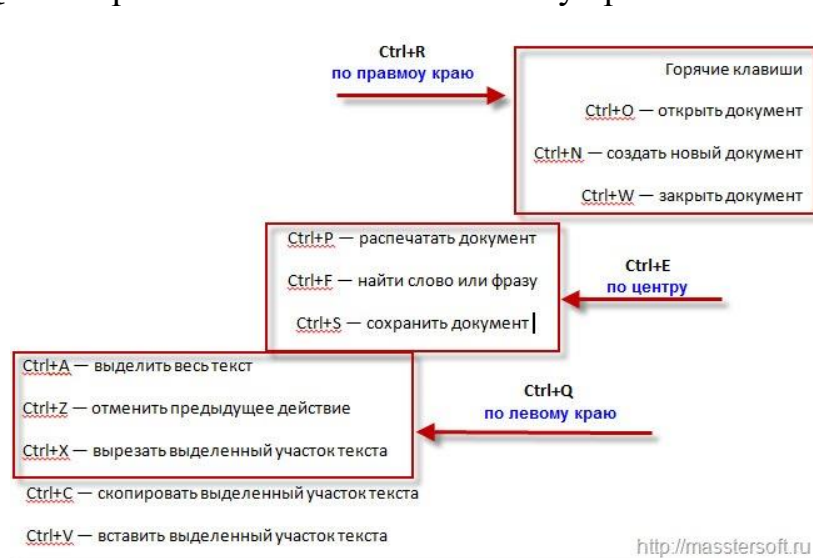 Ctrl+R
по правмоу краю
Горячие клавиши
Ctrl+O — открыть документ
Ctrl+N — создать новый документ
Ctrl+W — закрыть документ
Ctrl+P — распечатать документ
Ctrl+F — найти слово или фразу
Ctrl+S — сохранить документ
Ctrl+E
по центру
Ctrl+A — выделить весь текст
Ctrl+Z — отменить предыдущее действие
Ctrl+X — вырезать выделенный участок текста
Ctrl+Q
по левому краю
Ctrl+C — скопировать выделенный участок текста
Ctrl+V — вставить выделенный участок текста
http://masstersoft.ru